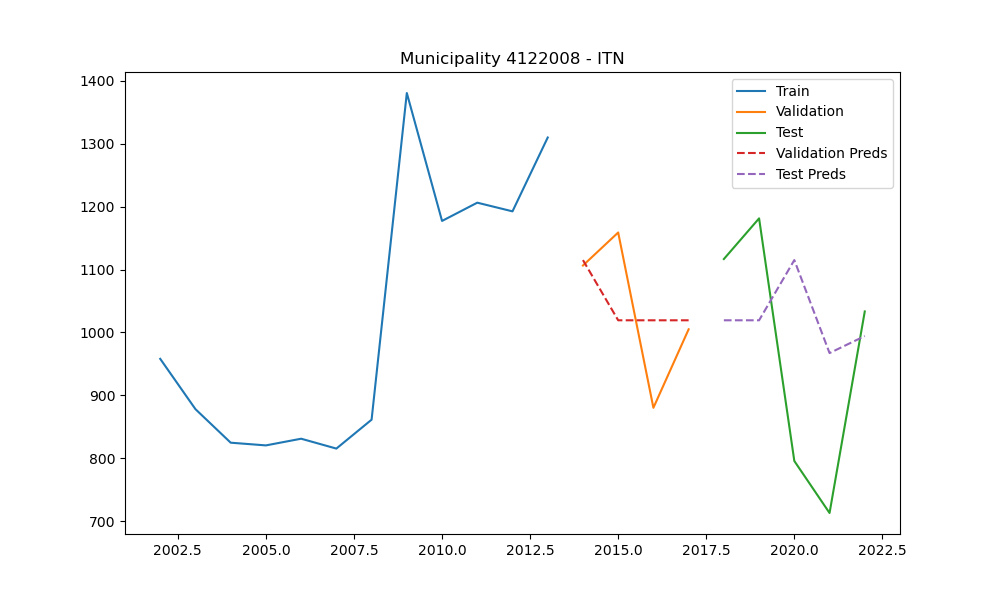 Municipality 4122008 - ITN
1400
1300
1200
1100
1000
900
800
700
Train
Validation
Test
Validation Preds
Test Preds
2002.5 2005.0 2007.5 2010.0 2012.5 2015.0 2017.5 2020.0 2022.5